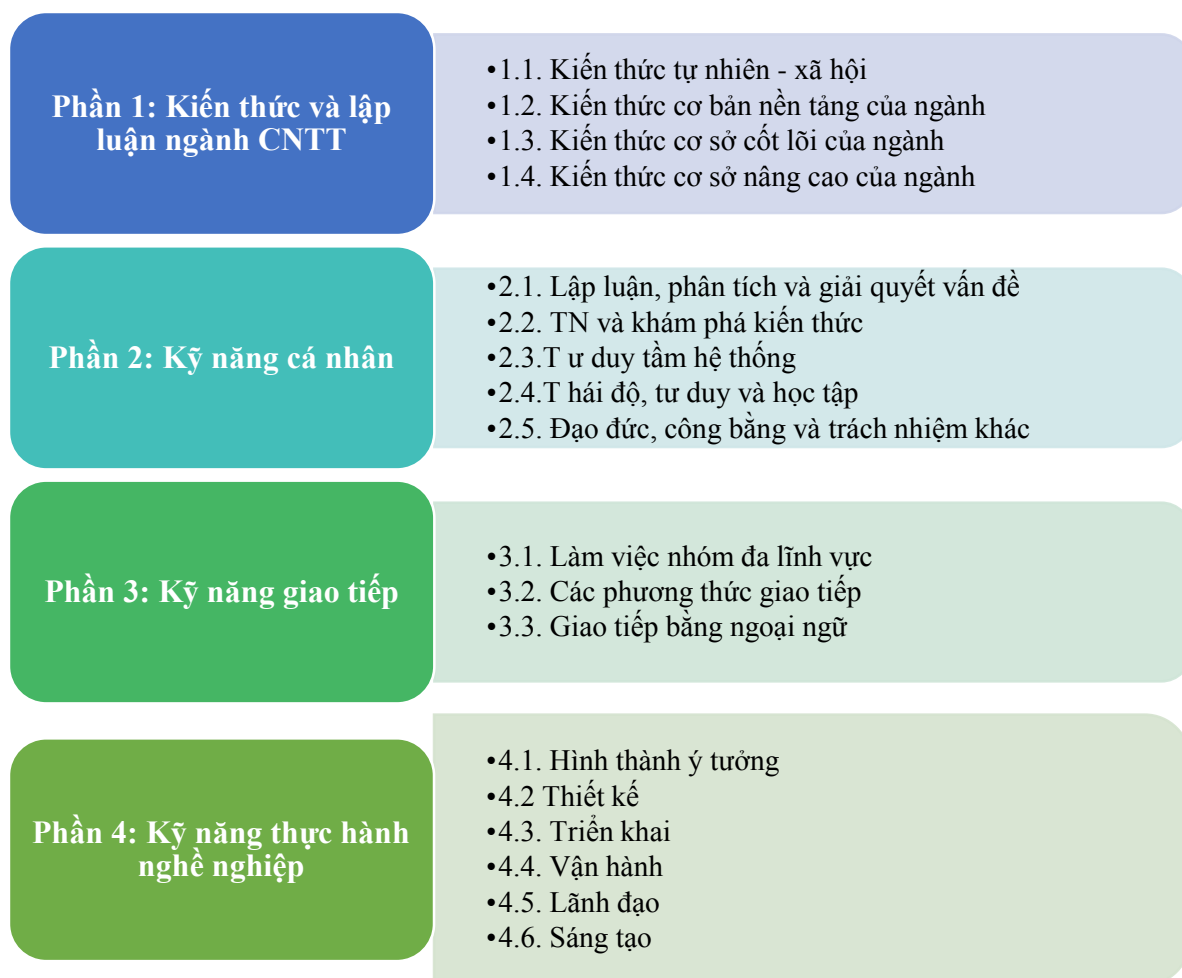 Phần 1: Kiến thức và lập
luận ngành CNTT
•1.1. Kiến thức tự nhiên - xã hội
•1.2. Kiến thức cơ bản nền tảng của ngành
•1.3. Kiến thức cơ sở cốt lõi của ngành
•1.4. Kiến thức cơ sở nâng cao của ngành
Phần 2: Kỹ năng cá nhân
•2.1. Lập luận, phân tích và giải quyết vấn đề
•2.2. TN và khám phá kiến thức
•2.3.T ư duy tầm hệ thống
•2.4.T hái độ, tư duy và học tập
•2.5. Đạo đức, công bằng và trách nhiệm khác
Phần 3: Kỹ năng giao tiếp
•3.1. Làm việc nhóm đa lĩnh vực
•3.2. Các phương thức giao tiếp
•3.3. Giao tiếp bằng ngoại ngữ
Phần 4: Kỹ năng thực hành
nghề nghiệp
•4.1. Hình thành ý tưởng
•4.2 Thiết kế
•4.3. Triển khai
•4.4. Vận hành
•4.5. Lãnh đạo
•4.6. Sáng tạo